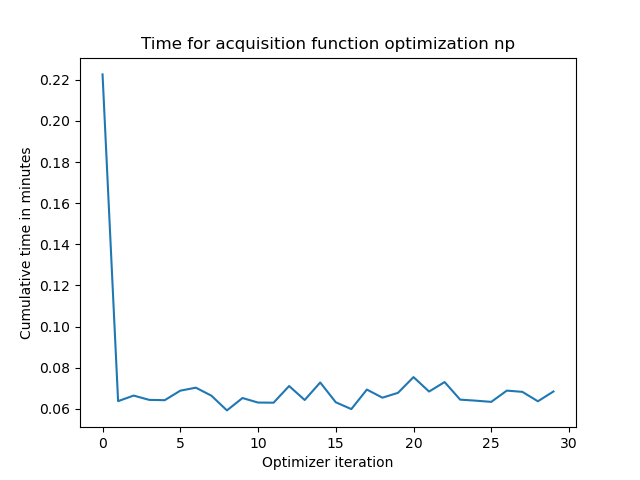 Time for acquisition function optimization np
Cumulative time in minutes
0.22
0.20
0.18
0.16
0.14
0.12
0.10
0.08
0.06
0 5 10 15 20 25 30
Optimizer iteration